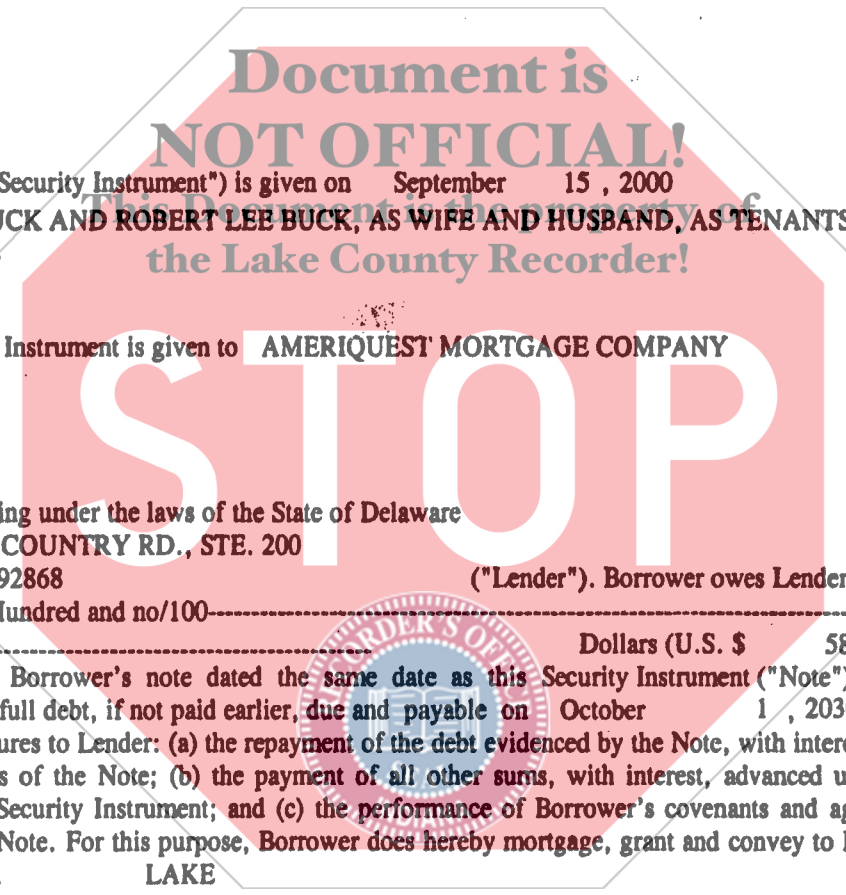 Document is
NOT OFFICIAL!
Security Instrument") is given on September 15 , 2000
This Document is the property of
UCK AND ROBERT LEE BUCK, AS WIFE AND HUSBAND, AS TENANTS
the Lake County Recorder!
Instrument is given to AMERIQUEST MORTGAGE COMPANY
STOP
ing under the laws of the State of Delaware
COUNTRY RD., STE. 200
92868 ("Lender"). Borrower owes Lender
Hundred and no/100-----------------------------------------------
----------------------------------------------- Dollars (U.S. $ 58
RECORDER'S OF
Borrower's note dated the same date as this Security Instrument ("Note")
full debt, if not paid earlier, due and payable on October 1 , 203
ures to Lender: (a) the repayment of the debt evidenced by the Note, with inter
s of the Note; (b) the payment of all other sums, with interest, advanced u
Security Instrument; and (c) the performance of Borrower's covenants and ag
Note. For this purpose, Borrower does hereby mortgage, grant and convey to
LAKE